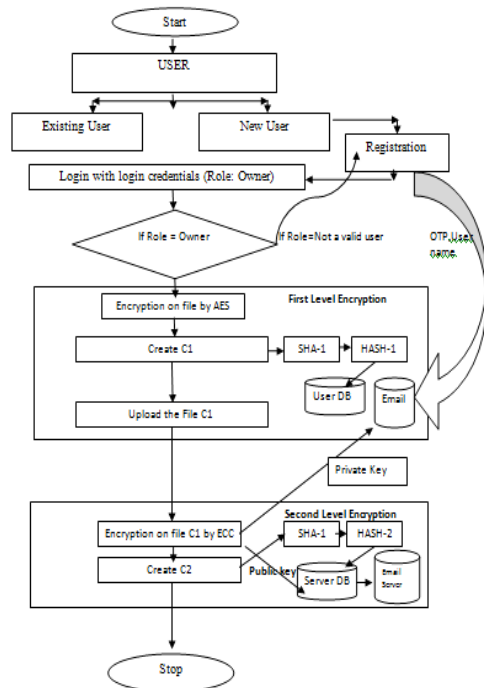 Start
USER
Existing User
New User
Registration
Login with login credentials (Role: Owner)
If Role = Owner
If Role=Not a valid user
OTP,User
name.
Encryption on file by AES
First Level Encryption
Create C1
SHA-1
HASH-1
User DB
Email
Upload the File C1
Private Key
Second Level Encryption
Encryption on file C1 by ECC
SHA-1
HASH-2
Create C2
Public key
Server DB
Email
Server
Stop